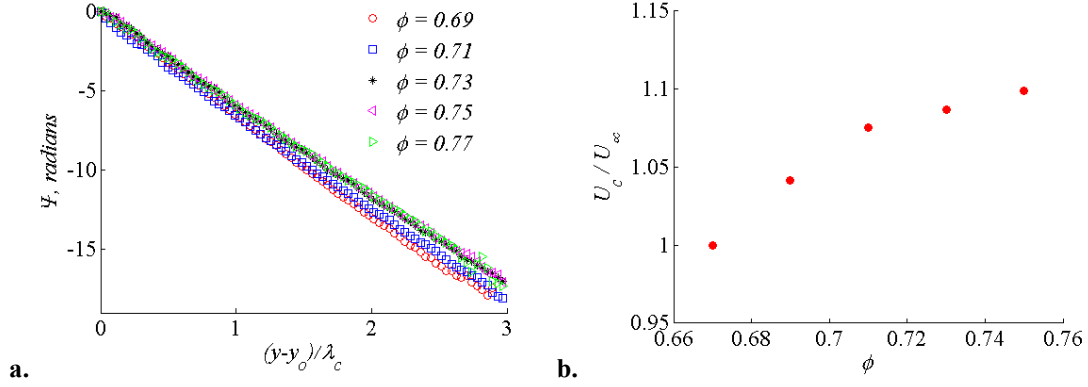 0
-5
-10
-15
Ψ, radians
0
1
2
3
(y-y_o)/λ_c
ϕ = 0.69
ϕ = 0.71
ϕ = 0.73
ϕ = 0.75
ϕ = 0.77
a.
1.15
1.1
1.05
1
0.95
U_c / U_∞
0.66
0.68
0.7
0.72
0.74
0.76
ϕ
b.